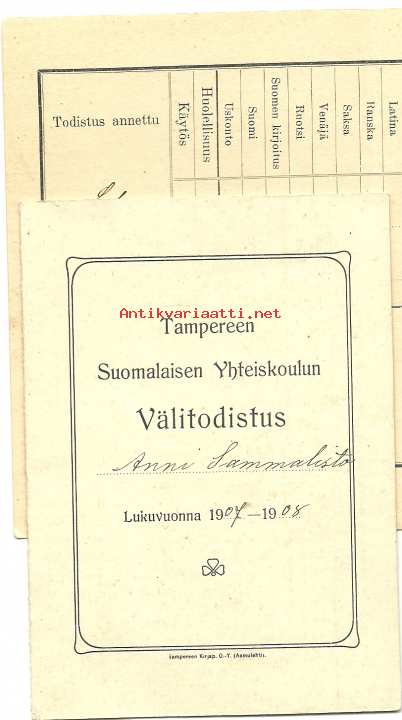 Todistus annettu
Käytös
Huolellisuus
Uskonto
Suomi
Suomen kirjoitus
Ruotsi
Venäjä
Saksa
Ranska
Latina
Antikvariaatti.net
Tampereen
Suomalaisen Yhteiskoulun
Välitodistus
Anni Sammalisto
Lukuvuonna 1907—1908
Tampereen Kirjap. O.-Y. (Aamulehti).